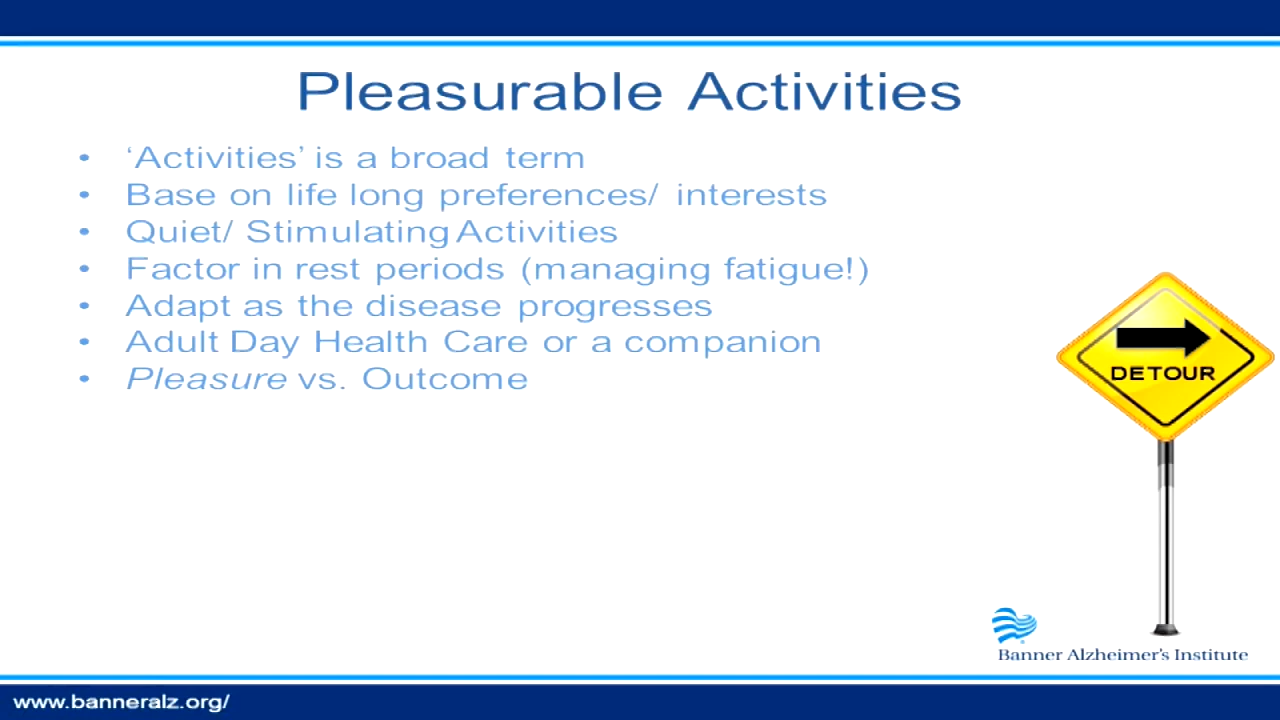 Pleasurable Activities
• ‘Activities’ is a broad term
• Base on life long preferences/ interests
• Quiet/ Stimulating Activities
• Factor in rest periods (managing fatigue!)
• Adapt as the disease progresses
• Adult Day Health Care or a companion
• Pleasure vs. Outcome
DETOUR
Banner Alzheimer’s Institute
www.banneralz.org/